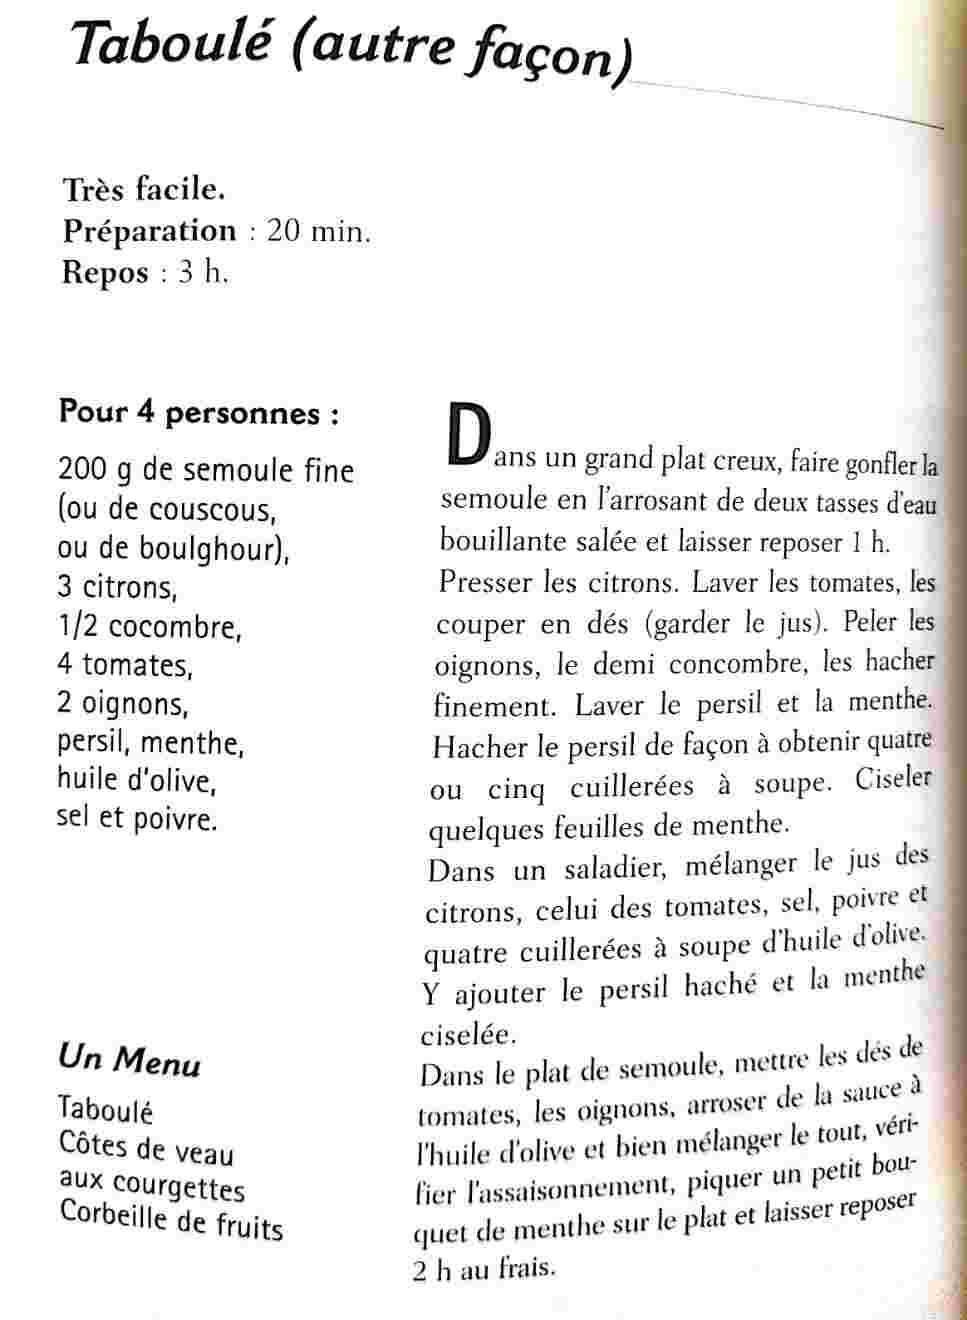 Taboulé (autre façon)
Très facile.
Préparation : 20 min.
Repos : 3 h.
Pour 4 personnes :
200 g de semoule fine
(ou de couscous,
ou de boulghour),
3 citrons,
1/2 cocombre,
4 tomates,
2 oignons,
persil, menthe,
huile d'olive,
sel et poivre.
Un Menu
Taboulé
Côtes de veau
aux courgettes
Corbeille de fruits
Dans un grand plat creux, faire gonfler la
semoule en l'arrosant de deux tasses d'eau
bouillante salée et laisser reposer 1 h.
Presser les citrons. Laver les tomates, les
couper en dés (garder le jus). Peler les
oignons, le demi concombre, les hacher
finement. Laver le persil et la menthe.
Hacher le persil de façon à obtenir quatre
ou cinq cuillerées à soupe. Ciseler
quelques feuilles de menthe.
Dans un saladier, mélanger le jus des
citrons, celui des tomates, sel, poivre et
quatre cuillerées à soupe d'huile d'olive.
Y ajouter le persil haché et la menthe
ciselée.
Dans le plat de semoule, mettre les dés de
tomates, les oignons, arroser de la sauce à
l'huile d'olive et bien mélanger le tout, véri-
fier l'assaisonnement, piquer un petit bou-
quet de menthe sur le plat et laisser reposer
2 h au frais.